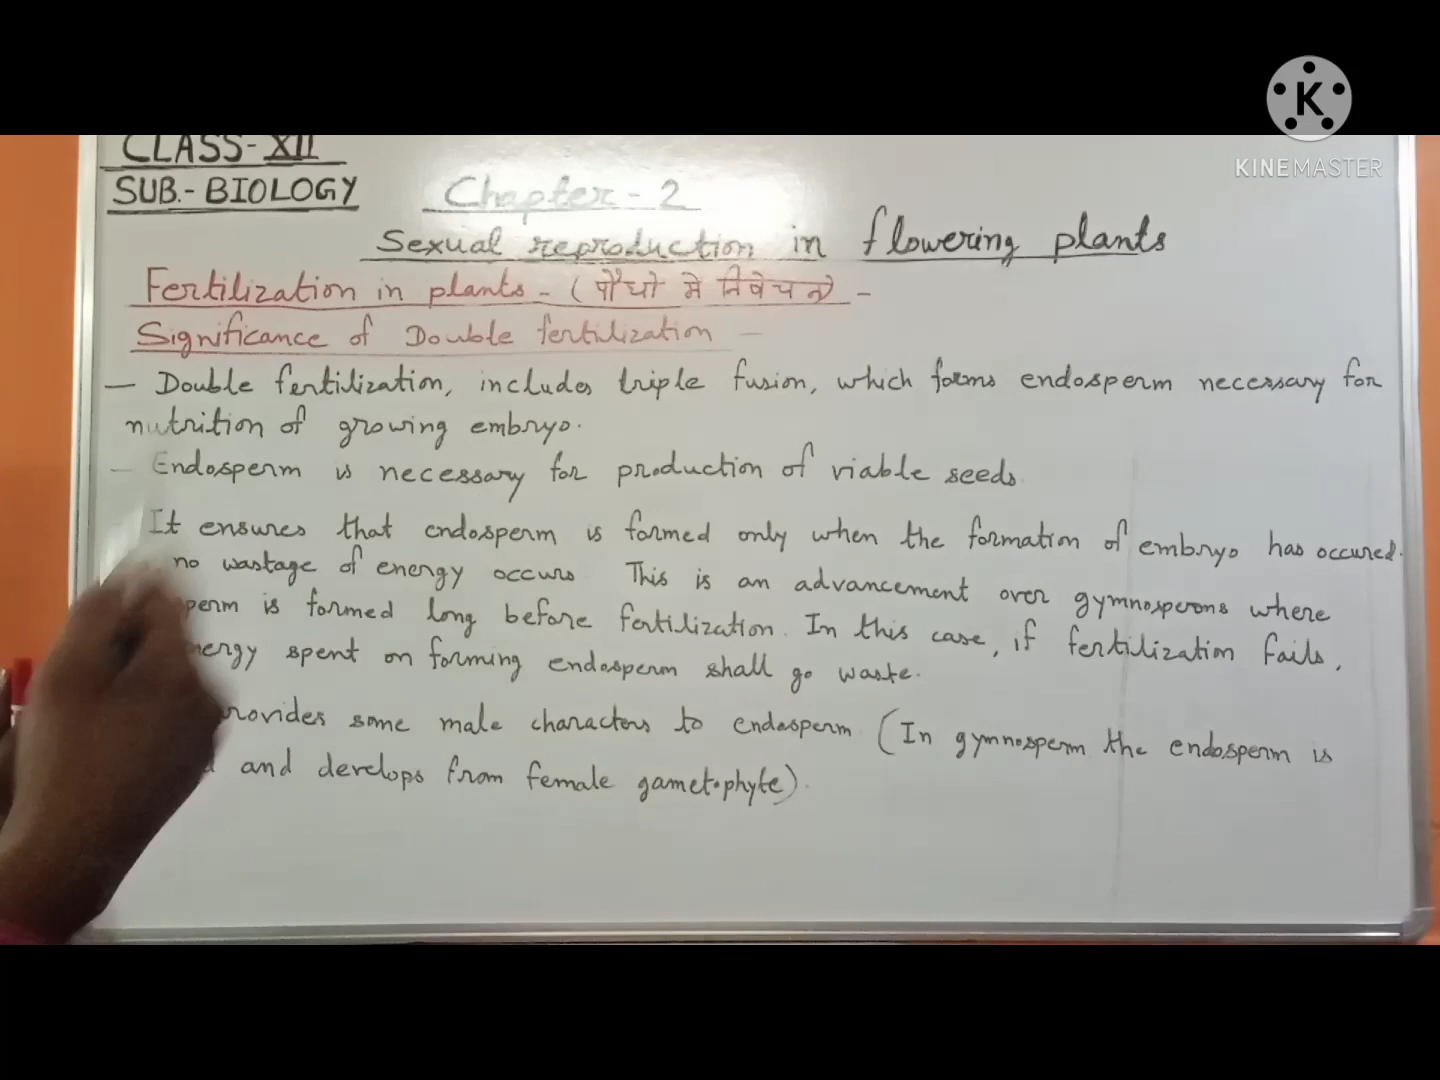 KINEMASTER
CLASS-XII
SUB.- BIOLOGY
Chapter - 2
Sexual reproduction in flowering plants
Fertilization in plants - (पौधो मे निषेचन) -
Significance of Double fertilization -
— Double fertilization, includes triple fusion, which forms endosperm necessary for
nutrition of growing embryo.
— Endosperm is necessary for production of viable seeds.
It ensures that endosperm is formed only when the formation of embryo has occured.
no wastage of energy occurs. This is an advancement over gymnosperms where
sperm is formed long before fertilization. In this case, if fertilization fails,
nergy spent on forming endosperm shall go waste.
rovides some male characters to endosperm (In gymnosperm the endosperm is
and develops from female gametophyte).